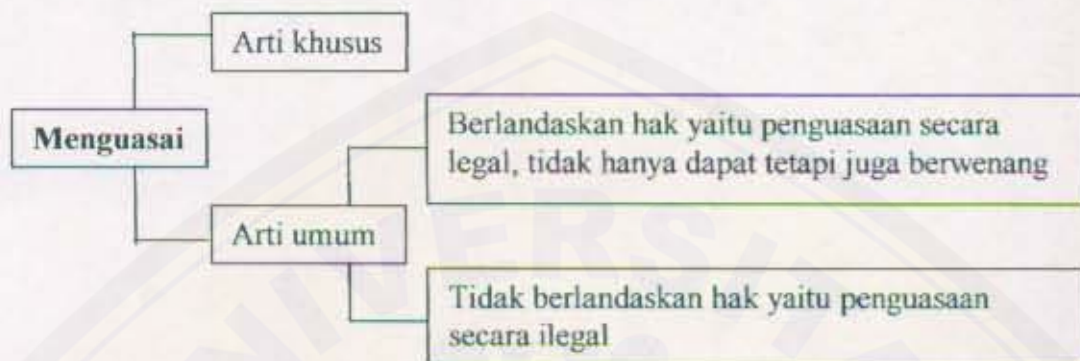 Arti khusus
Menguasai
Berlandaskan hak yaitu penguasaan secara
legal, tidak hanya dapat tetapi juga berwenang
Arti umum
Tidak berlandaskan hak yaitu penguasaan
secara ilegal